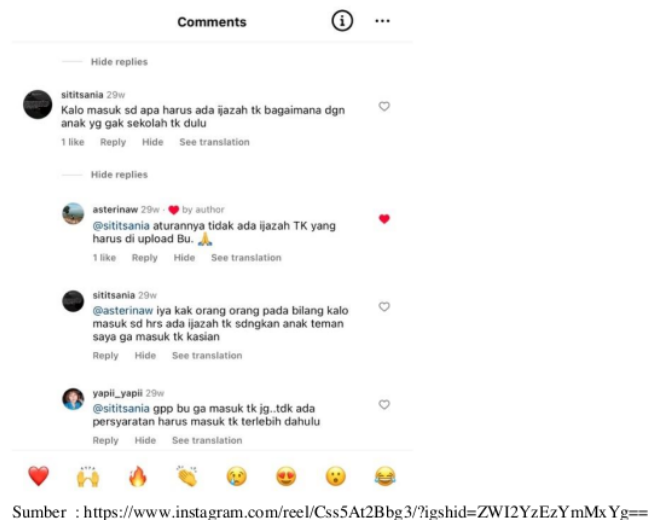 Comments
Hide replies
sititsania 29w
Kalo masuk sd apa harus ada ijazah tk bagaimana dgn
anak yg gak sekolah tk dulu
1 like Reply Hide See translation
Hide replies
asterinaw 29w · ❤️ by author
@sititsania aturannya tidak ada ijazah TK yang
harus di upload Bu. 🙏
1 like Reply Hide See translation
sititsania 29w
@asterinaw iya kak orang orang pada bilang kalo
masuk sd hrs ada ijazah tk sdngkan anak teman
saya ga masuk tk kasian
Reply Hide See translation
yapii_yapii 29w
@sititsania gpp bu ga masuk tk jg..tdk ada
persyaratan harus masuk tk terlebih dahulu
Reply Hide See translation
Sumber : https://www.instagram.com/reel/Css5At2Bbg3/?igshid=ZWI2YzEzYmMxYg==